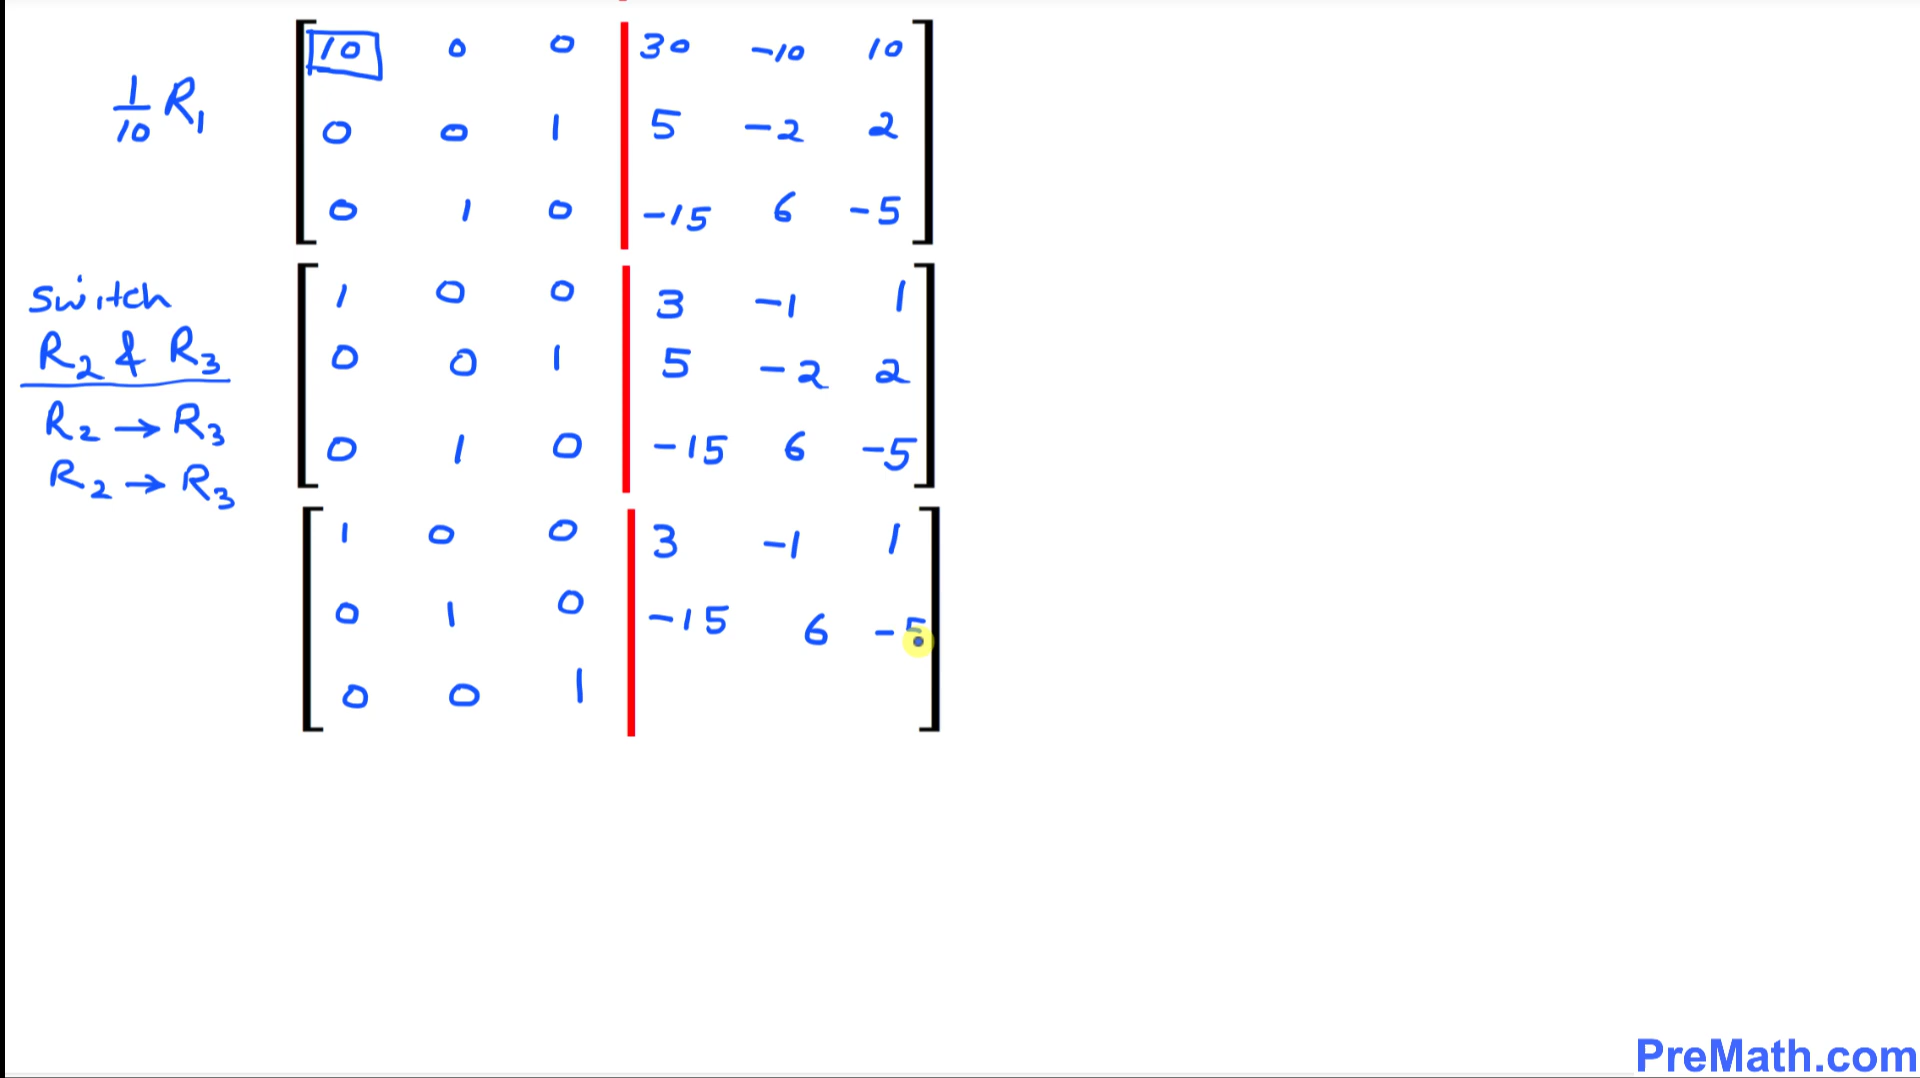 10 0 0 | 30 -10 10
1/10 R₁
0 0 1 | 5 -2 2
0 1 0 | -15 6 -5
switch
R₂ & R₃
R₂ → R₃
R₂ → R₃
1 0 0 | 3 -1 1
0 0 1 | 5 -2 2
0 1 0 | -15 6 -5
1 0 0 | 3 -1 1
0 1 0 | -15 6 -5
0 0 1 |
PreMath.com